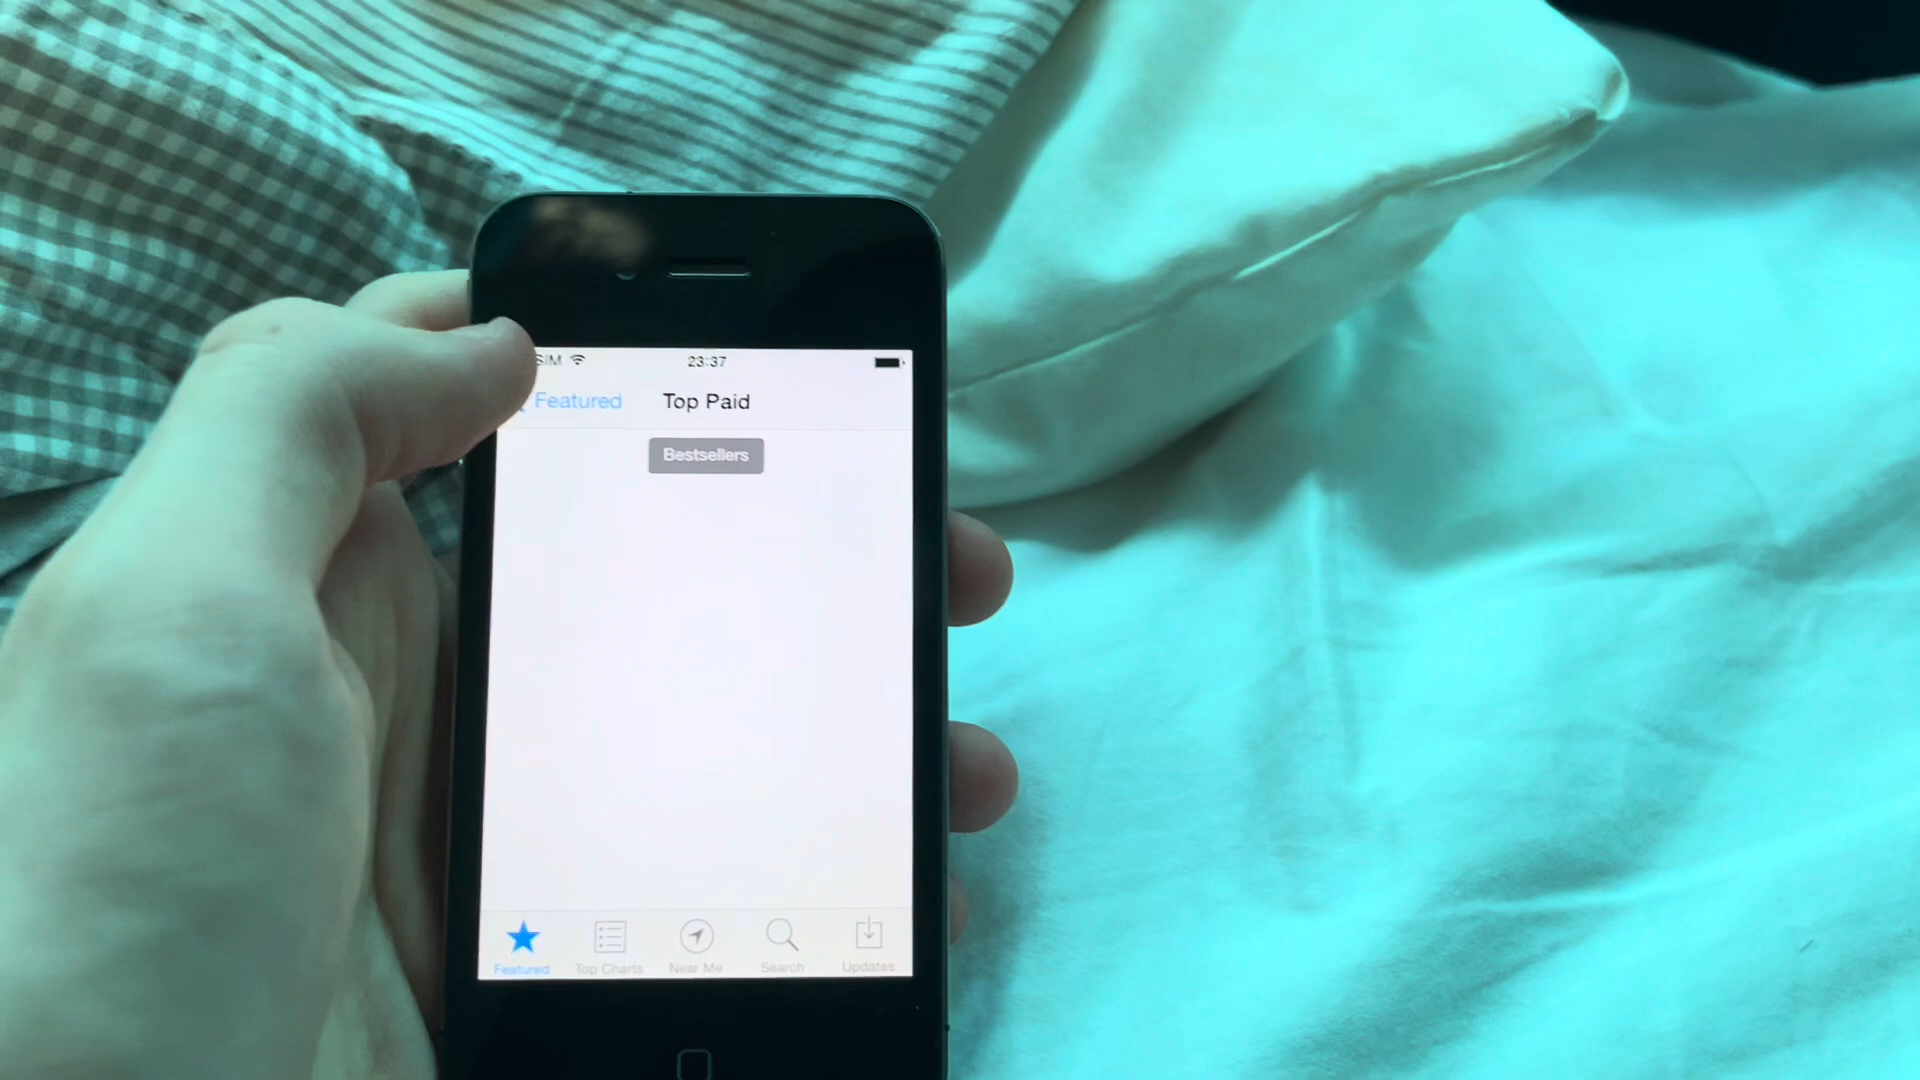 SIM 23:37
Featured Top Paid
Bestsellers
Featured Top Charts Near Me Search Updates